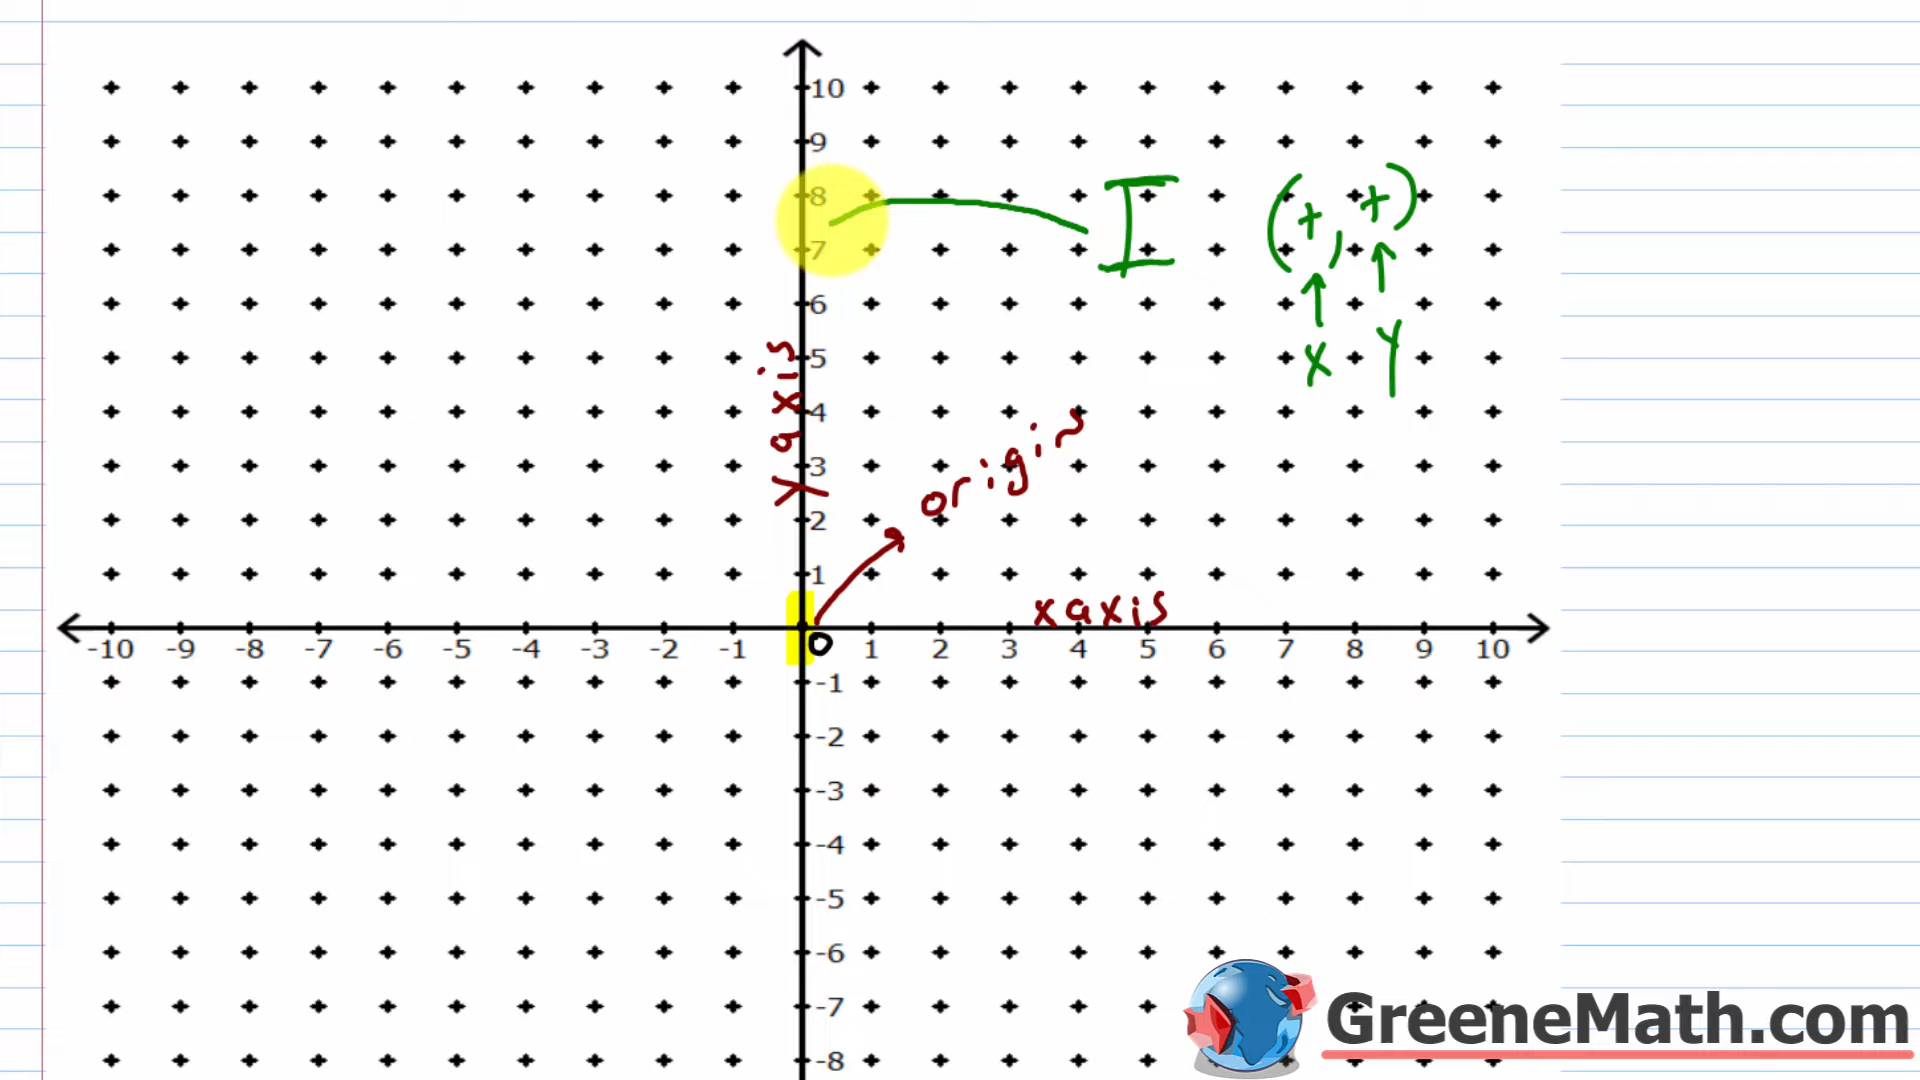 10
9
8
7
6
5
4
3
2
1
I (+,+)
x y
y axis
origin
x axis
-10 -9 -8 -7 -6 -5 -4 -3 -2 -1 0 1 2 3 4 5 6 7 8 9 10
-1
-2
-3
-4
-5
-6
-7
-8
GreeneMath.com